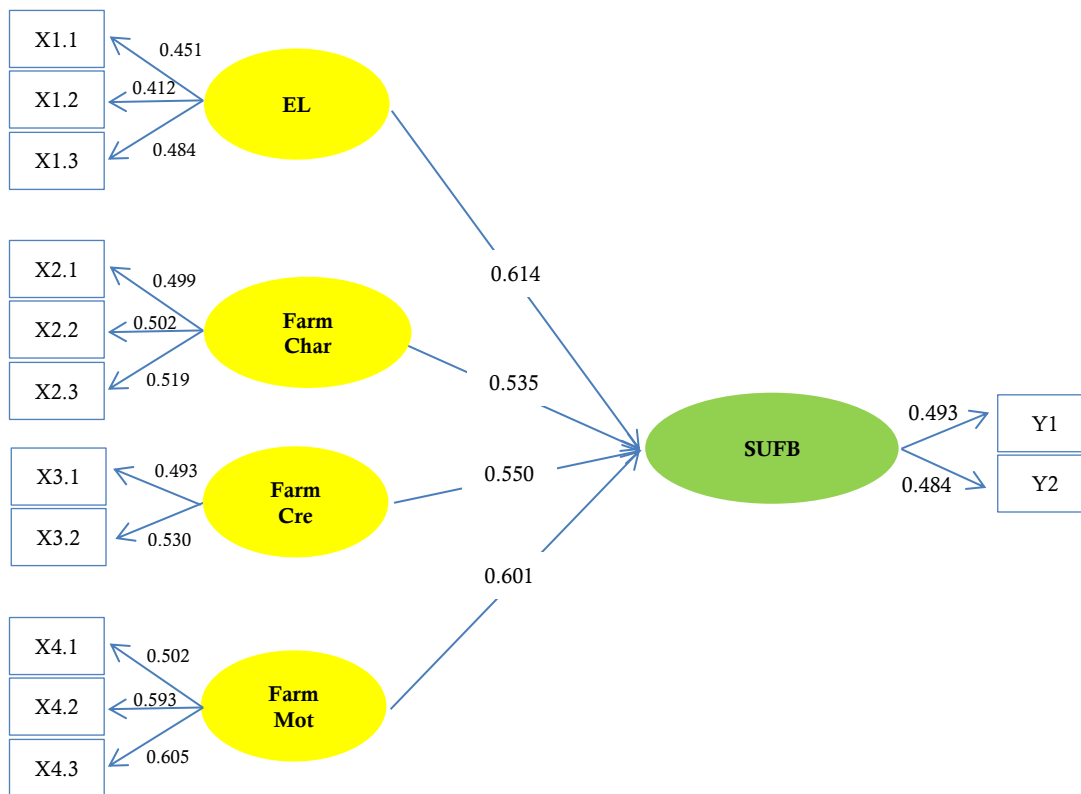 X1.1
0.451
X1.2
0.412
X1.3
0.484
EL
0.614
X2.1
0.499
X2.2
0.502
X2.3
0.519
Farm
Char
0.535
X3.1
0.493
X3.2
0.530
Farm
Cre
0.550
X4.1
0.502
X4.2
0.593
X4.3
0.605
Farm
Mot
0.601
SUFB
0.493
Y1
0.484
Y2